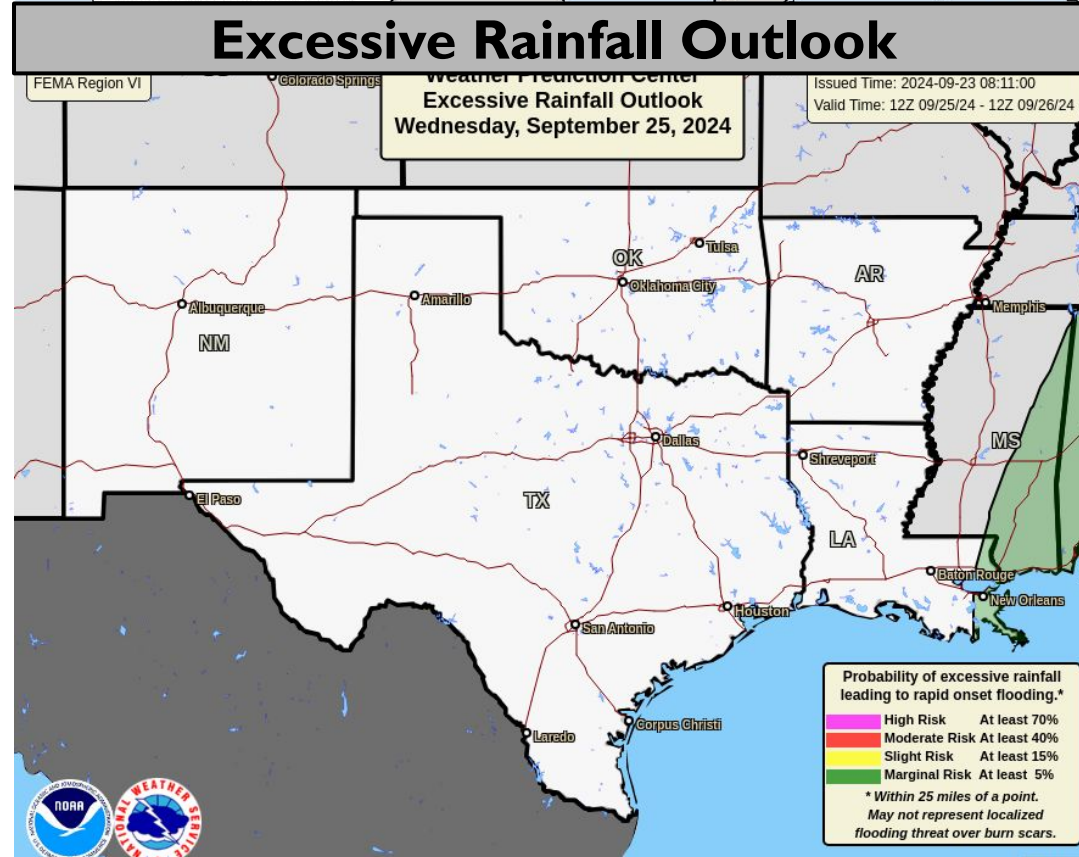 Excessive Rainfall Outlook
FEMA Region VI
Colorado Springs
Weather Prediction Center
Excessive Rainfall Outlook
Wednesday, September 25, 2024
Issued Time: 2024-09-23 08:11:00
Valid Time: 12Z 09/25/24 - 12Z 09/26/24
Tulsa
OK
Oklahoma City
AR
Albuquerque
Amarillo
Memphis
NM
Dallas
MS
Shreveport
El Paso
TX
LA
Baton Rouge
New Orleans
Houston
San Antonio
Corpus Christi
Laredo
Probability of excessive rainfall
leading to rapid onset flooding.*
High Risk At least 70%
Moderate Risk At least 40%
Slight Risk At least 15%
Marginal Risk At least 5%
* Within 25 miles of a point.
May not represent localized
flooding threat over burn scars.
NOAA
NATIONAL WEATHER SERVICE